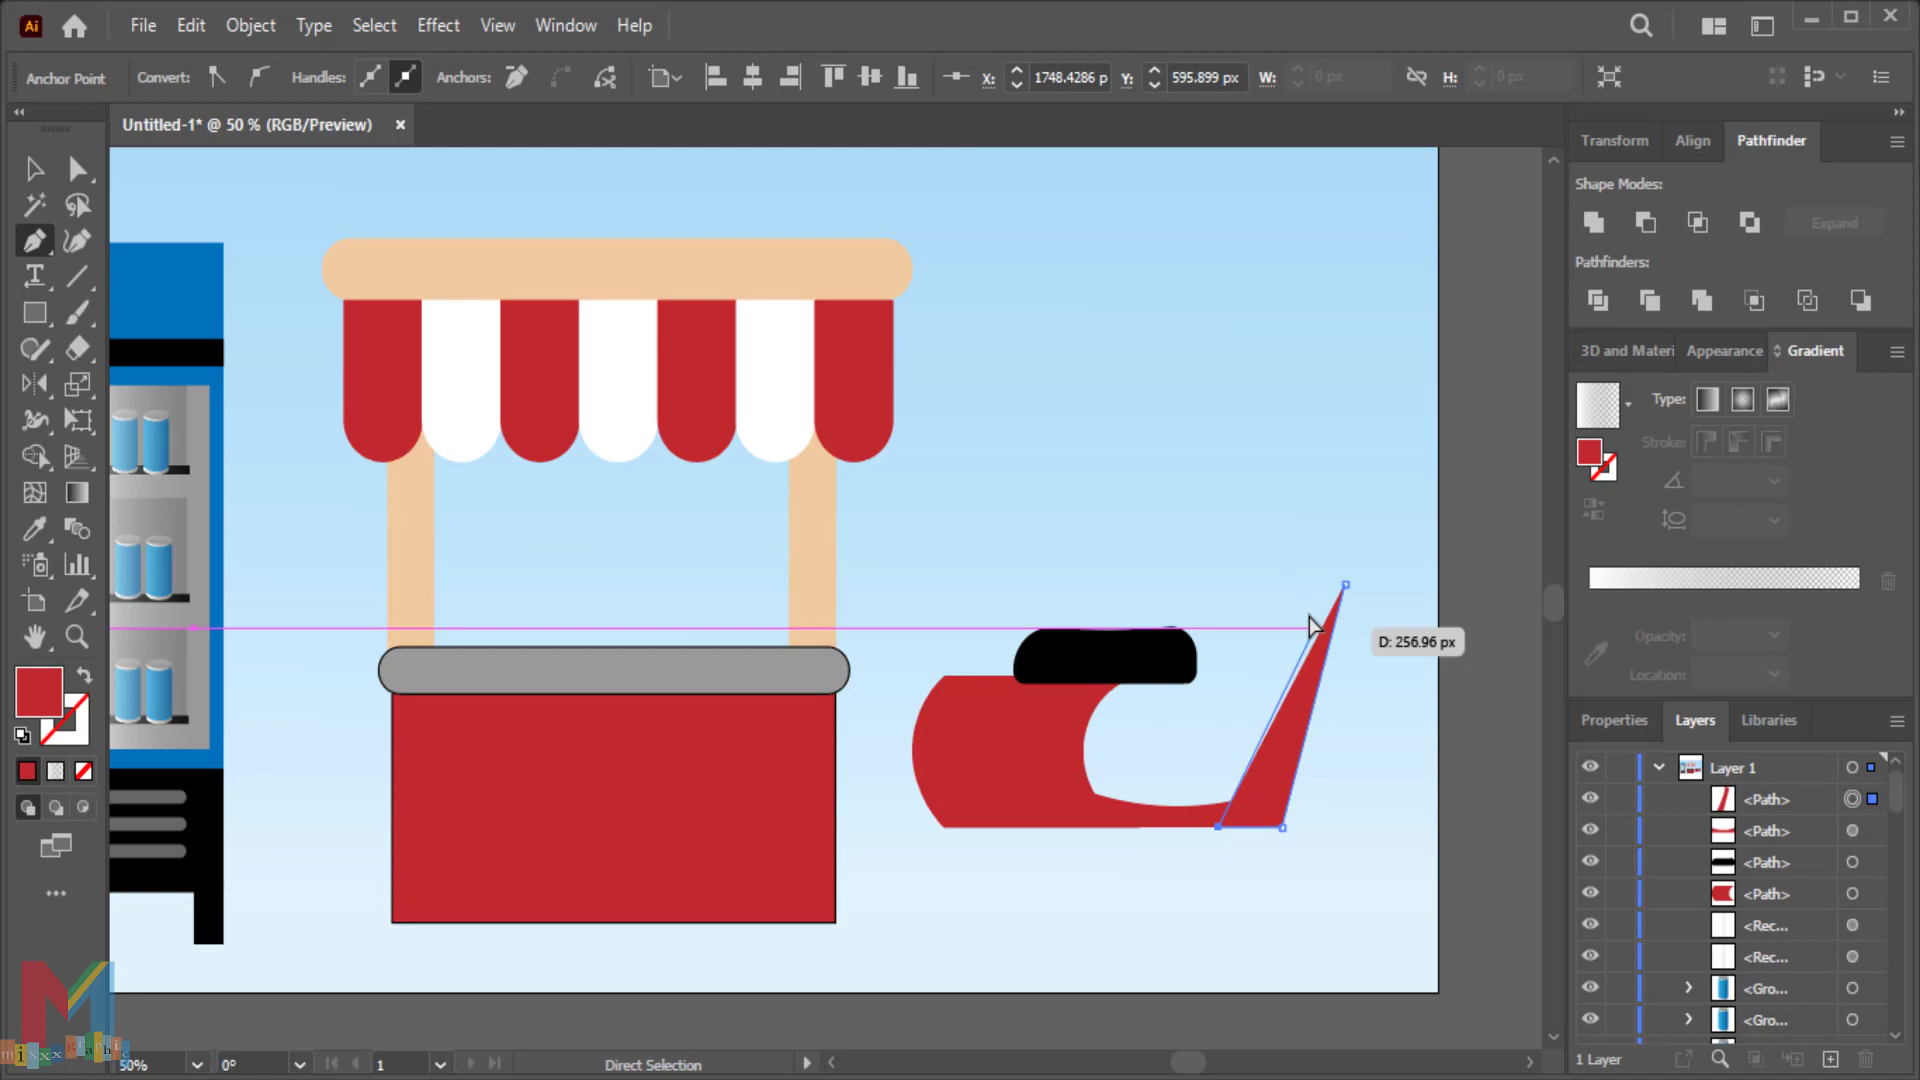 Ai
File Edit Object Type Select Effect View Window Help
Anchor Point Convert: Handles: Anchors: X: 1748.4286 p Y: 595.899 px W: 0 px H: 0 px
Untitled-1* @ 50 % (RGB/Preview)
Transform Align Pathfinder
Shape Modes:
Expand
Pathfinders:
3D and Materi Appearance Gradient
Type:
Stroke:
D: 256.96 px
Opacity:
Location:
Properties Layers Libraries
Layer 1
<Path>
<Path>
<Path>
<Path>
<Rec...
<Rec...
<Gro...
<Gro...
mixxxgraphic
50% 0° 1 Direct Selection
1 Layer